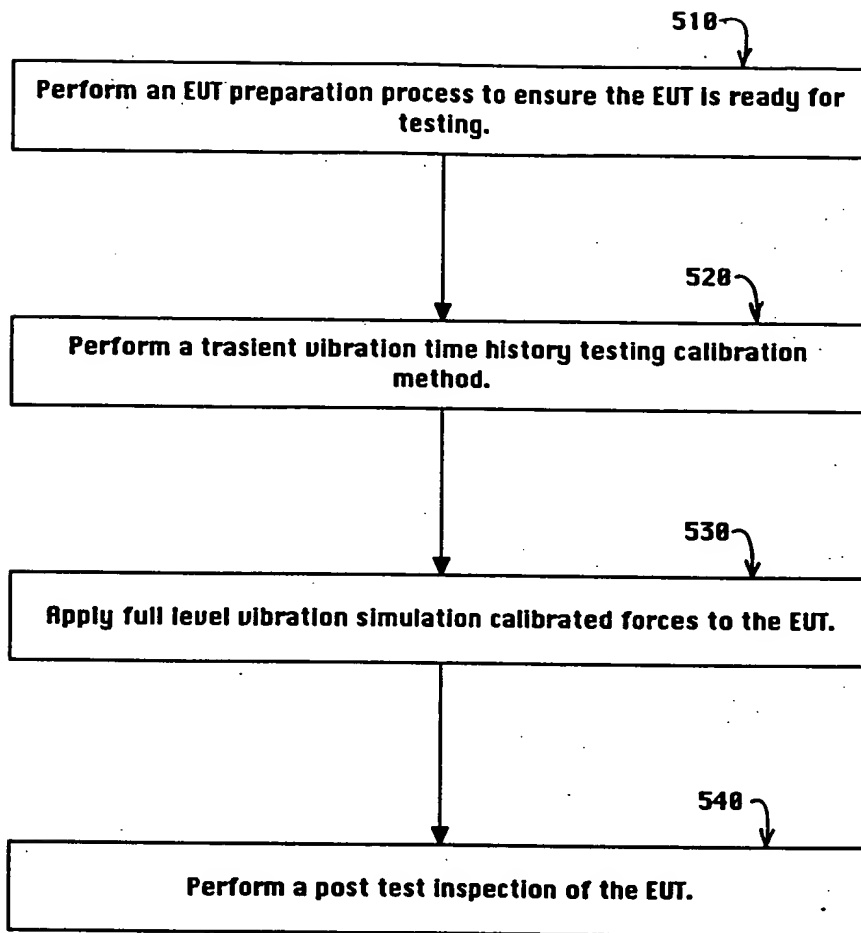 510
Perform an EUT preparation process to ensure the EUT is ready for
testing.
520
Perform a trasient vibration time history testing calibration
method.
530
Apply full level vibration simulation calibrated forces to the EUT.
540
Perform a post test inspection of the EUT.